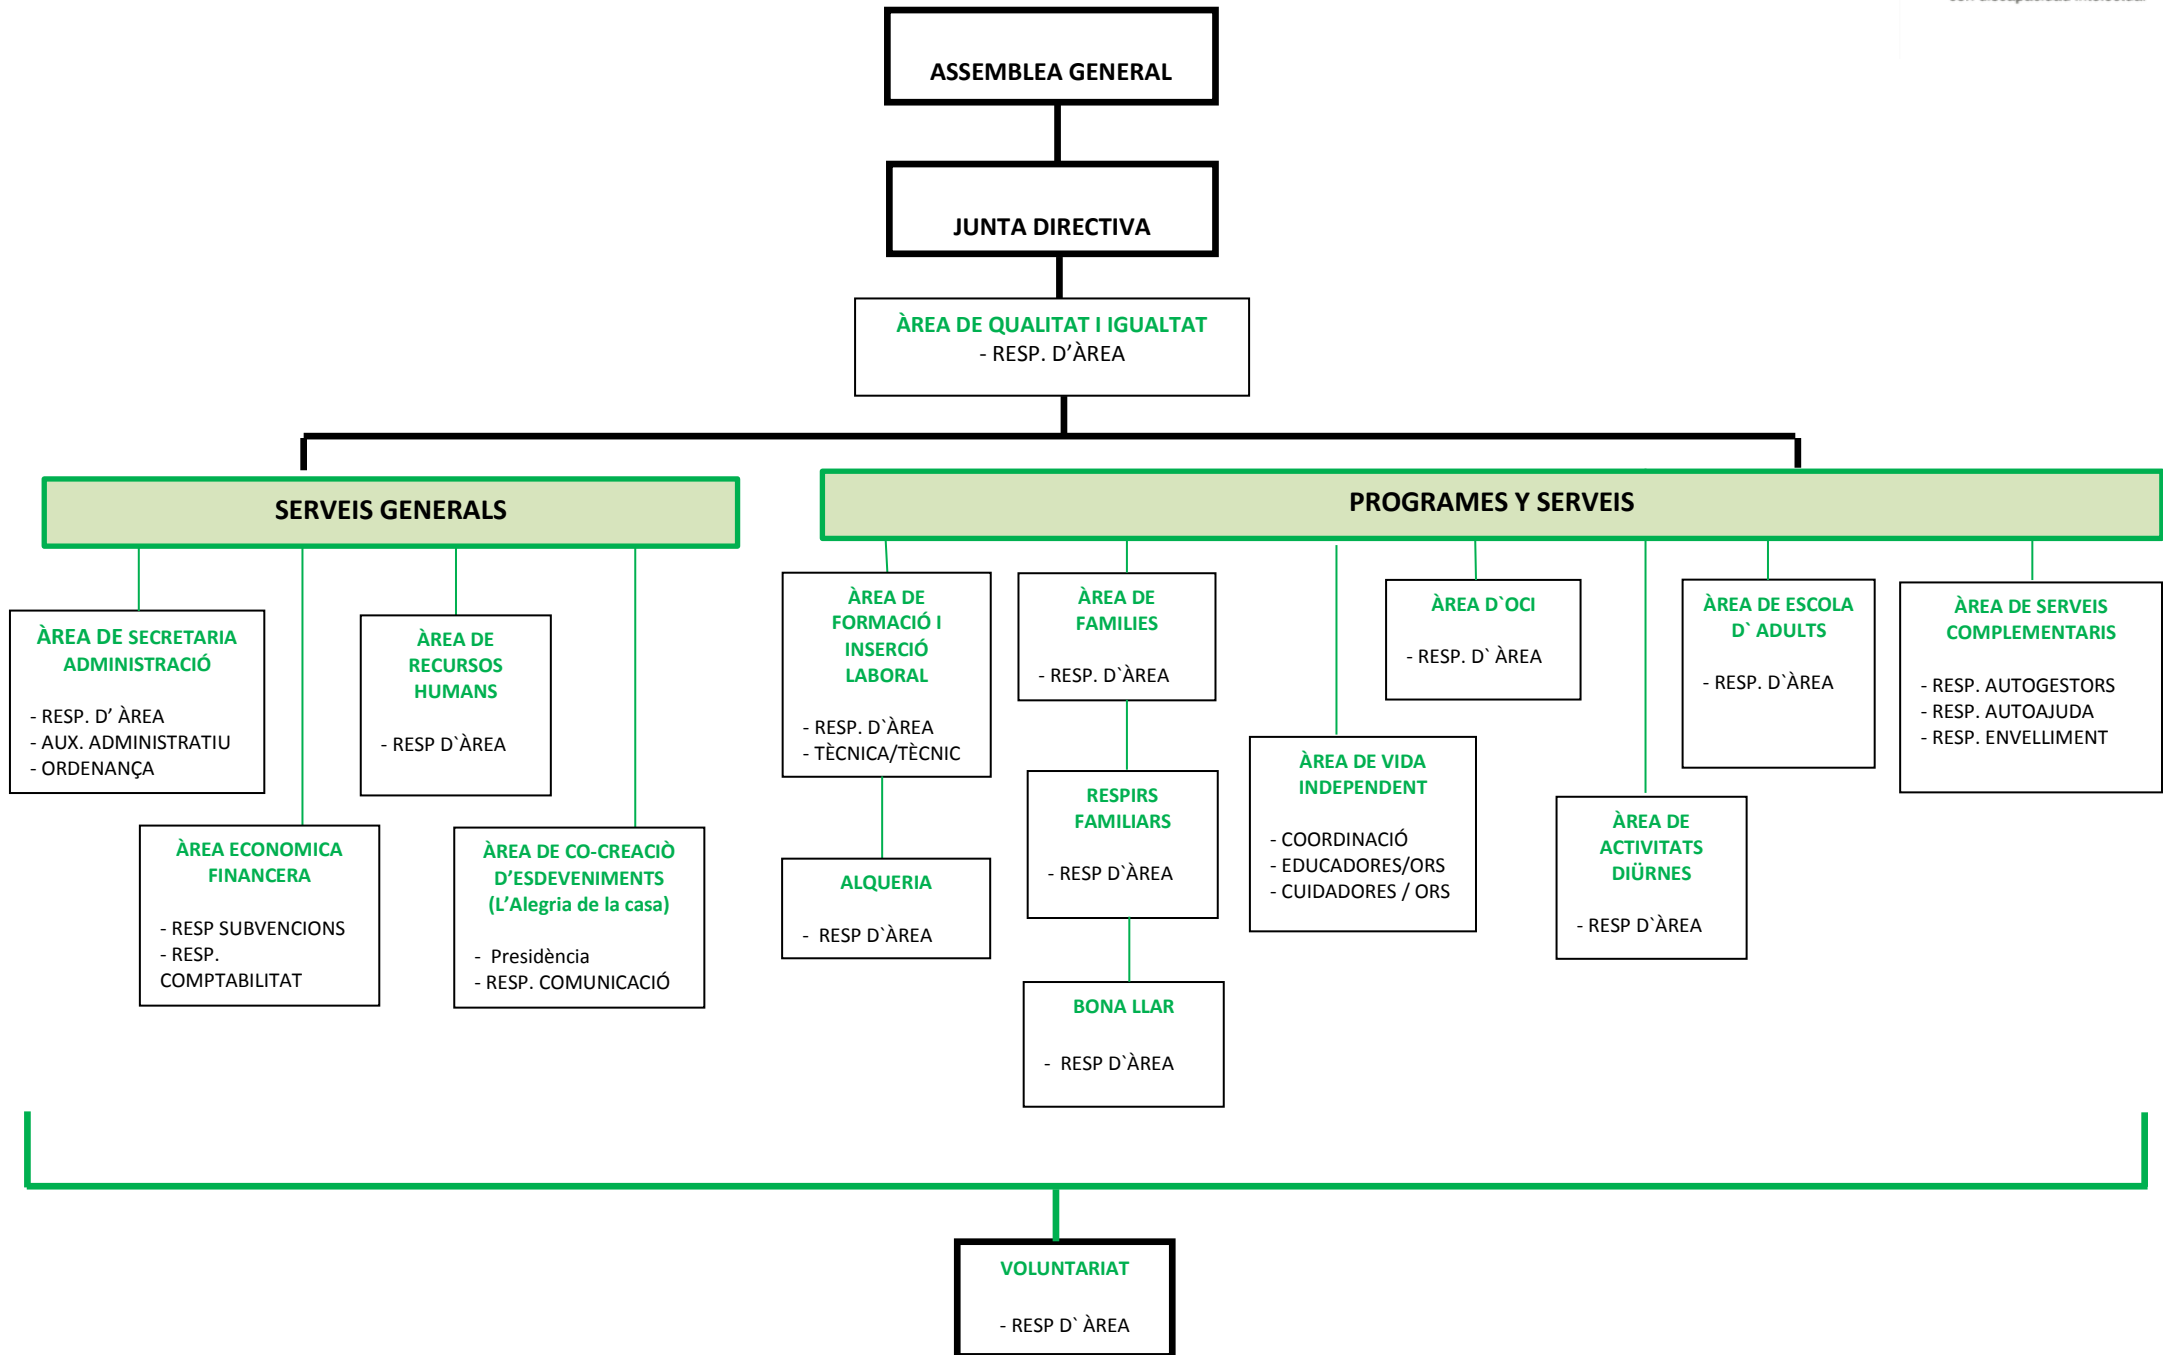 ASSEMBLEA GENERAL
JUNTA DIRECTIVA
ÀREA DE QUALITAT I IGUALTAT
- RESP. D’ÀREA
SERVEIS GENERALS
PROGRAMES Y SERVEIS
ÀREA DE SECRETARIA
ADMINISTRACIÓ
- RESP. D’ ÀREA
- AUX. ADMINISTRATIU
- ORDENANÇA
ÀREA ECONOMICA
FINANCERA
- RESP SUBVENCIONS
- RESP.
COMPTABILITAT
ÀREA DE
RECURSOS
HUMANS
- RESP D`ÀREA
ÀREA DE CO-CREACIÒ
D’ESDEVENIMENTS
(L’Alegria de la casa)
- Presidència
- RESP. COMUNICACIÓ
ÀREA DE
FORMACIÓ I
INSERCIÓ
LABORAL
- RESP. D`ÀREA
- TÈCNICA/TÈCNIC
ALQUERIA
- RESP D`ÀREA
ÀREA DE
FAMILIES
- RESP. D`ÀREA
RESPIRS
FAMILIARS
- RESP D`ÀREA
BONA LLAR
- RESP D`ÀREA
ÀREA DE VIDA
INDEPENDENT
- COORDINACIÓ
- EDUCADORES/ORS
- CUIDADORES / ORS
ÀREA D`OCI
- RESP. D` ÀREA
ÀREA DE
ACTIVITATS
DIÜRNES
- RESP D`ÀREA
ÀREA DE ESCOLA
D` ADULTS
- RESP. D`ÀREA
ÀREA DE SERVEIS
COMPLEMENTARIS
- RESP. AUTOGESTORS
- RESP. AUTOAJUDA
- RESP. ENVELLIMENT
VOLUNTARIAT
- RESP D` ÀREA